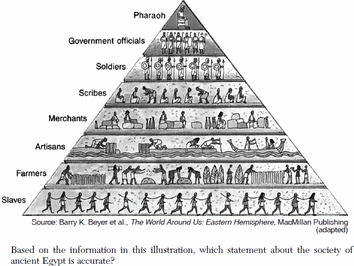 Pharaoh
Government officials
Soldiers
Scribes
Merchants
Artisans
Farmers
Slaves
Source: Barry K. Beyer et al., The World Around Us: Eastern Hemisphere, MacMillan Publishing
(adapted)
Based on the information in this illustration, which statement about the society of
ancient Egypt is accurate?